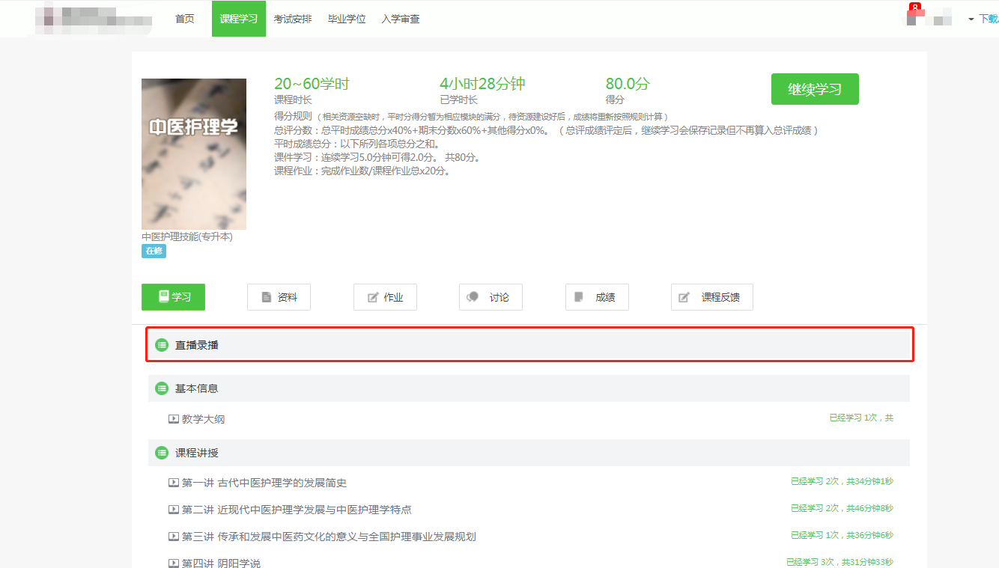 首页 课程学习 考试安排 毕业学位 入学审查 8 下载
中医护理学
20~60学时 4小时28分钟 80.0分 继续学习
课程时长 已学时长 得分
得分规则 ( 相关资源空缺时，平时分得分暂为相应模块的满分，待资源建设好后，成绩将重新按照规则计算 )
总评分数：总平时成绩总分x40%+期末分数x60%+其他得分x0%。 ( 总评成绩评定后，继续学习会保存记录但不再算入总评成绩 )
平时成绩总分：以下所列各项总分之和。
课件学习：连续学习5.0分钟可得2.0分。 共80分。
课程作业：完成作业数/课程作业总x20分。
中医护理技能(专升本)
在修
学习 资料 作业 讨论 成绩 课程反馈
直播录播
基本信息
教学大纲 已经学习 1次，共
课程讲授
第一讲 古代中医护理学的发展简史 已经学习 2次，共34分钟1秒
第二讲 近现代中医护理学发展与中医护理学特点 已经学习 2次，共46分钟8秒
第三讲 传承和发展中医药文化的意义与全国护理事业发展规划 已经学习 1次，共36分钟6秒
第四讲 阴阳学说 已经学习 3次，共31分钟33秒